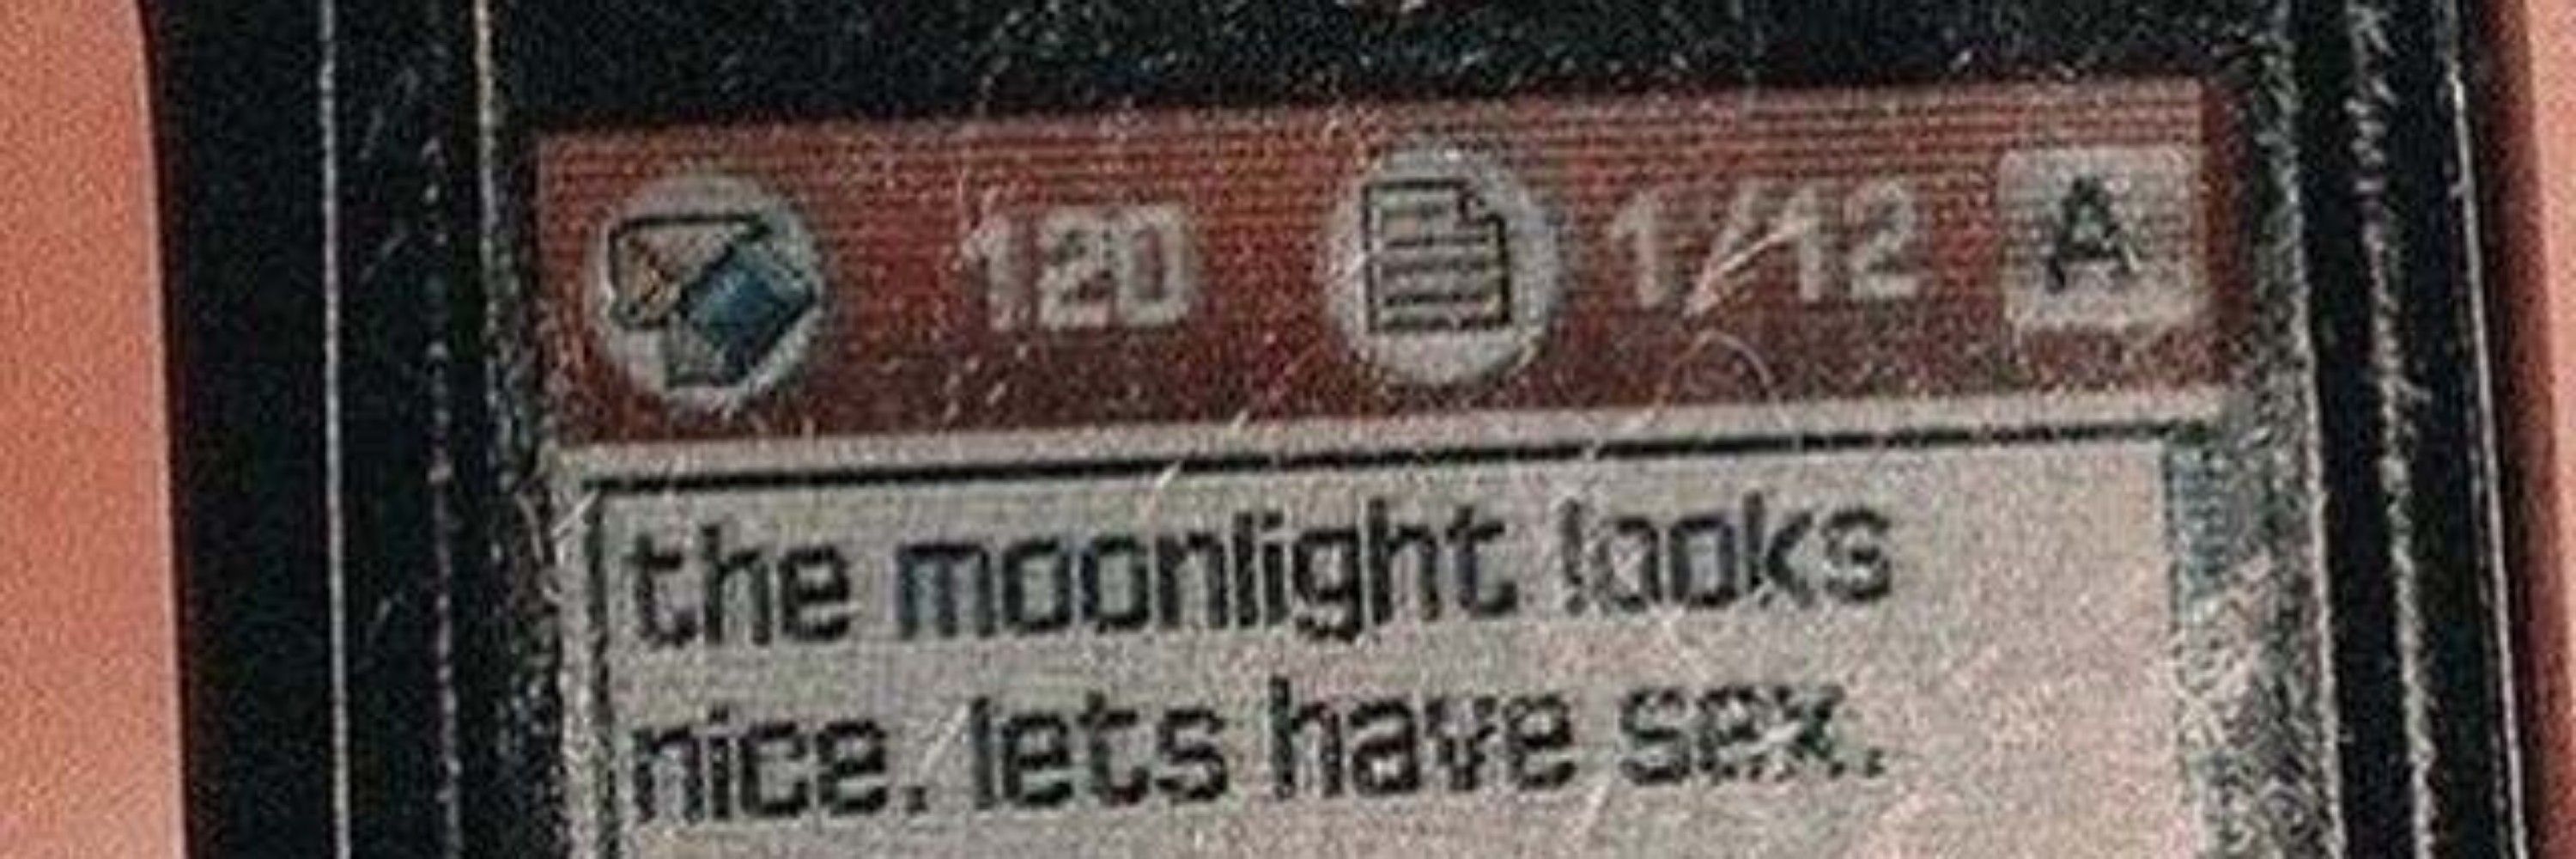 120 1/12 A
the moonlight looks
nice. lets have sex.